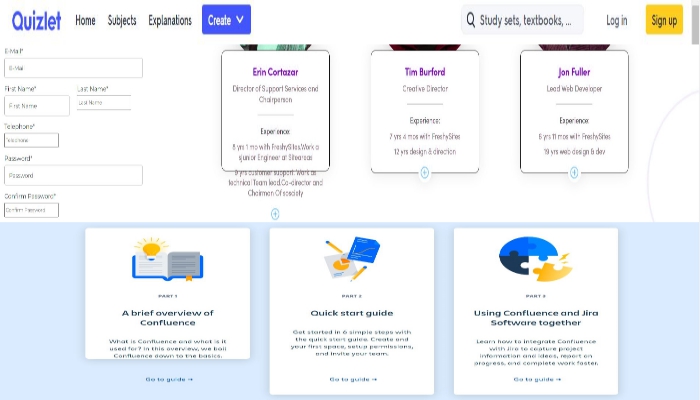 Quizlet
Home Subjects Explanations Create
Study sets, textbooks, ...
Log in
Sign up
E-Mail*
E-Mail
First Name* Last Name*
First Name Last Name
Telephone*
Telephone
Password*
Password
Confirm Password*
Confirm Password
Erin Cortazar
Director of Support Services and
Chairperson
Experience:
8 yrs 1 mo with FreshySites.Work a
sjunior Engineer at Siteareas
9 yrs customer support. Work as
technical Team lead,Co-director and
Chairman Of society
Tim Burford
Creative Director
Experience:
7 yrs 4 mos with FreshySites
12 yrs design & direction
Jon Fuller
Lead Web Developer
Experience:
6 yrs 11 mos with FreshySites
19 yrs web design & dev
PART 1
A brief overview of
Confluence
What is Confluence and what is it
used for? In this overview, we boil
Confluence down to the basics.
Go to guide →
PART 2
Quick start guide
Get started in 6 simple steps with
the quick start guide. Create and
your first space, setup permissions,
and invite your team.
Go to guide →
PART 3
Using Confluence and Jira
Software together
Learn how to integrate Confluence
with Jira to capture project
information and ideas, report on
progress, and complete work faster.
Go to guide →